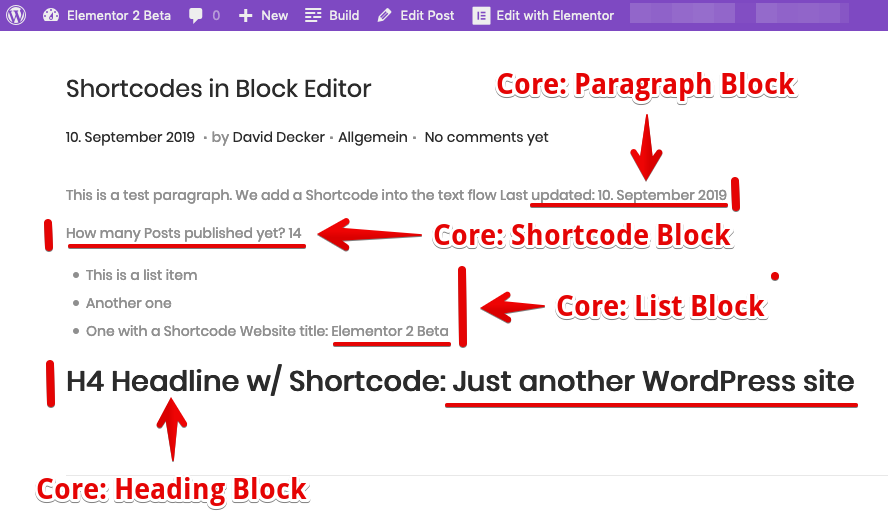 Elementor 2 Beta 0 New Build Edit Post Edit with Elementor
Shortcodes in Block Editor
Core: Paragraph Block
10. September 2019 · by David Decker · Allgemein · No comments yet
This is a test paragraph. We add a Shortcode into the text flow Last updated: 10. September 2019
How many Posts published yet? 14
Core: Shortcode Block
• This is a list item
• Another one
• One with a Shortcode Website title: Elementor 2 Beta
Core: List Block
H4 Headline w/ Shortcode: Just another WordPress site
Core: Heading Block